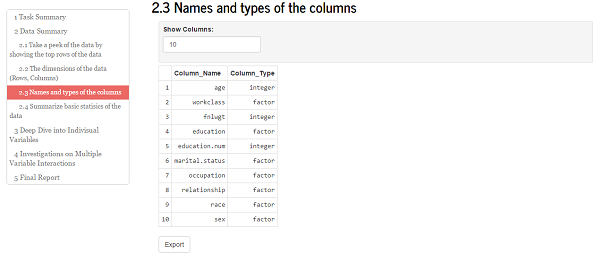 1 Task Summary
2 Data Summary
2.1 Take a peek of the data by
showing the top rows of the data
2.2 The dimensions of the data
(Rows, Columns)
2.3 Names and types of the columns
2.4 Summarize basic statistics of the
data
3 Deep Dive into Indivisual
Variables
4 Investigations on Multiple
Variable Interactions
5 Final Report
2.3 Names and types of the columns
Show Columns:
10
Column_Name Column_Type
1 age integer
2 workclass factor
3 fnlwgt integer
4 education factor
5 education.num integer
6 marital.status factor
7 occupation factor
8 relationship factor
9 race factor
10 sex factor
Export